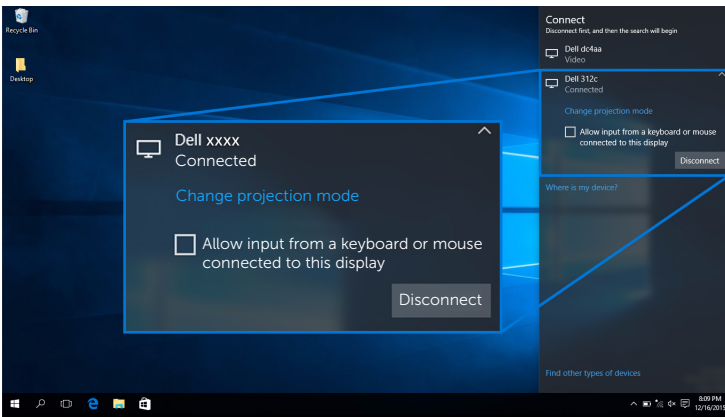 Recycle Bin
Desktop
Connect
Disconnect first, and then the search will begin
Dell dc4aa
Video
Dell 312c
Connected
Change projection mode
Allow input from a keyboard or mouse
connected to this display
Disconnect
Where is my device?
Find other types of devices
Dell xxxx
Connected
Change projection mode
Allow input from a keyboard or mouse
connected to this display
Disconnect
8:09 PM
12/16/2015